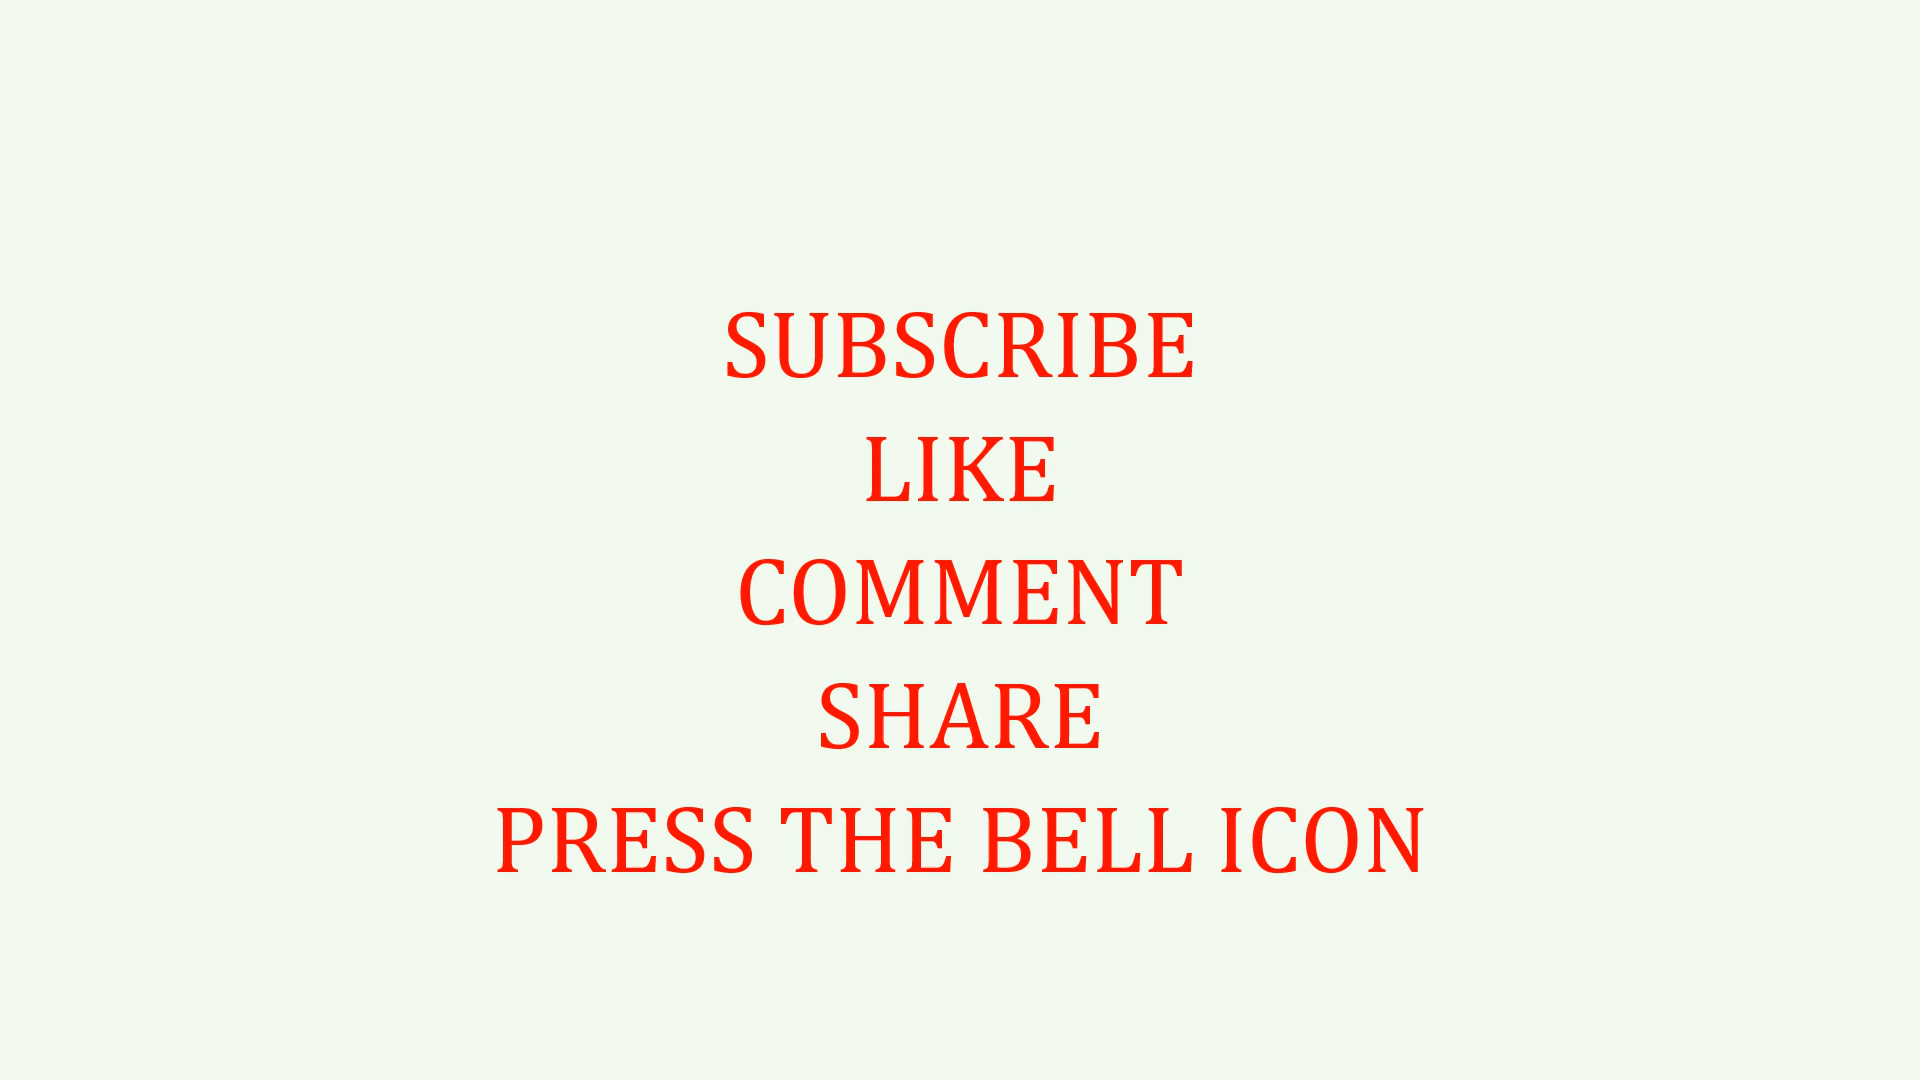 SUBSCRIBE
LIKE
COMMENT
SHARE
PRESS THE BELL ICON